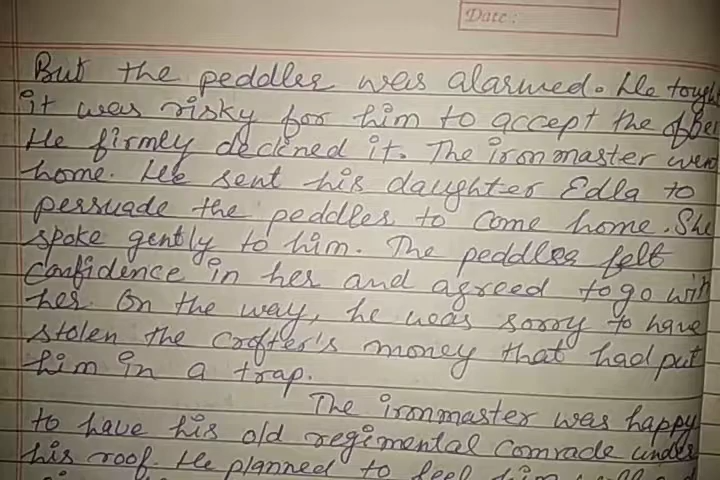 Date:
But the peddler was alarmed. He tough
it was risky for him to accept the offer
He firmly declined it. The ironmaster went
home. He sent his daughter Edla to
persuade the peddler to come home. She
spoke gently to him. The peddler felt
confidence in her and agreed to go with
her. On the way, he was sorry to have
stolen the crofter's money that had put
him in a trap.
The ironmaster was happy
to have his old regimental comrade under
his roof. He planned to feel him